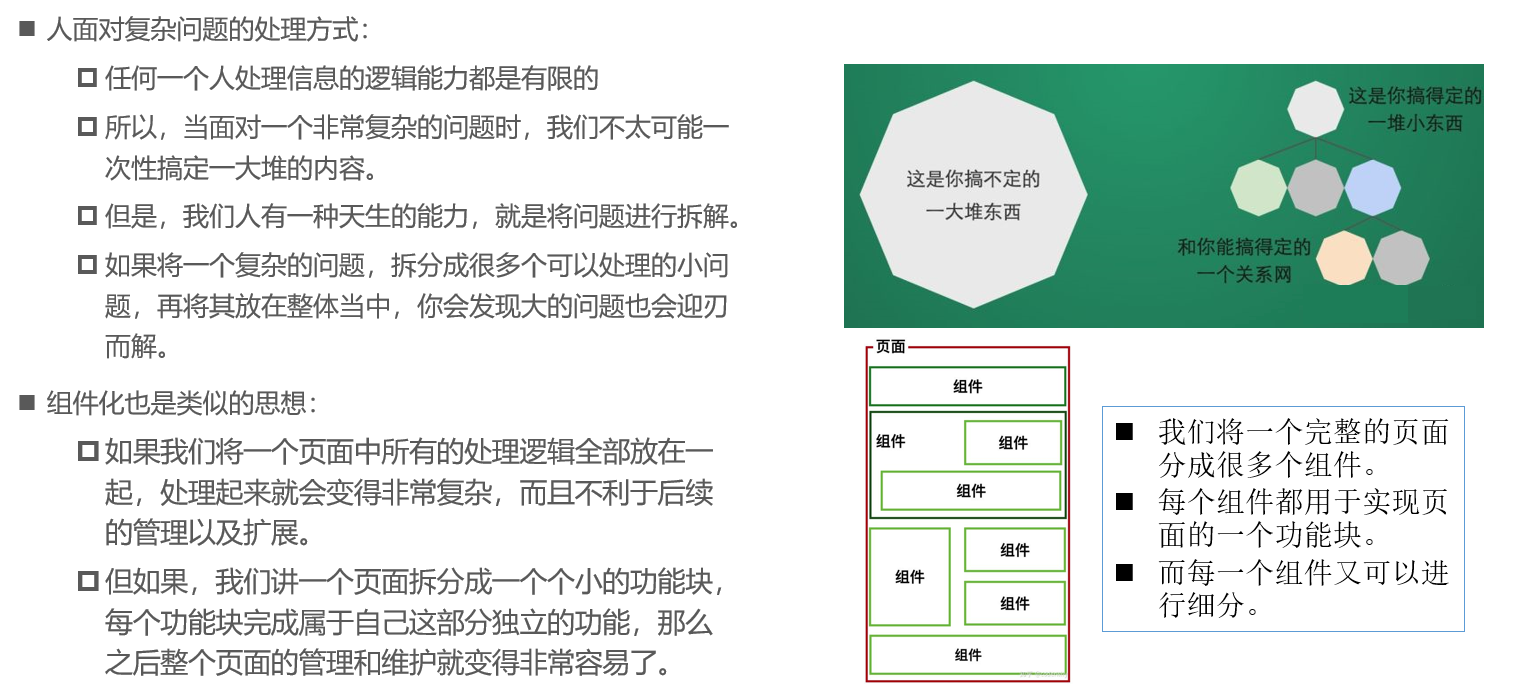 人面对复杂问题的处理方式：
任何一个人处理信息的逻辑能力都是有限的
所以，当面对一个非常复杂的问题时，我们不太可能一
次性搞定一大堆的内容。
但是，我们人有一种天生的能力，就是将问题进行拆解。
如果将一个复杂的问题，拆分成很多个可以处理的小问
题，再将其放在整体当中，你会发现大的问题也会迎刃
而解。
组件化也是类似的思想：
如果我们将一个页面中所有的处理逻辑全部放在一
起，处理起来就会变得非常复杂，而且不利于后续
的管理以及扩展。
但如果，我们讲一个页面拆分成一个个小的功能块，
每个功能块完成属于自己这部分独立的功能，那么
之后整个页面的管理和维护就变得非常容易了。
这是你搞不定的
一大堆东西
这是你搞得定的
一堆小东西
和你能搞得定的
一个关系网
页面
组件
组件
组件
组件
组件
组件
组件
组件
我们将一个完整的页面
分成很多个组件。
每个组件都用于实现页
面的一个功能块。
而每一个组件又可以进
行细分。